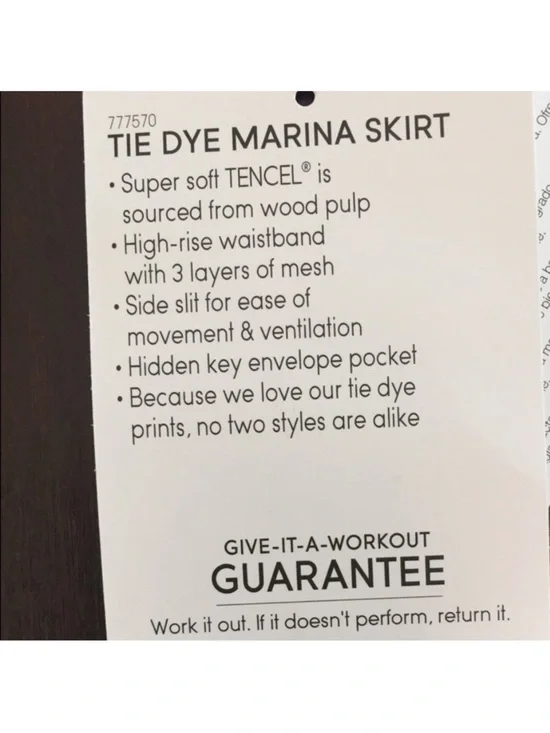 777570
TIE DYE MARINA SKIRT
• Super soft TENCEL® is
sourced from wood pulp
• High-rise waistband
with 3 layers of mesh
• Side slit for ease of
movement & ventilation
• Hidden key envelope pocket
• Because we love our tie dye
prints, no two styles are alike
GIVE-IT-A-WORKOUT
GUARANTEE
Work it out. If it doesn't perform, return it.